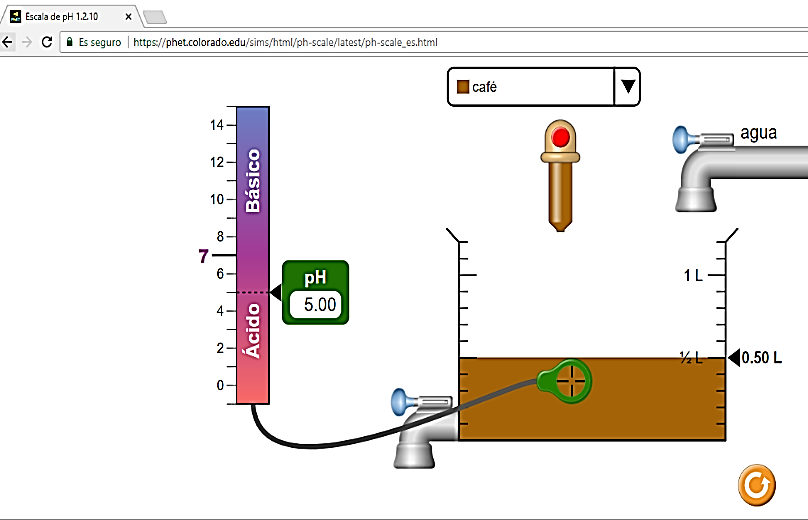 Escala de pH 1.2.10
Es seguro | https://phet.colorado.edu/sims/html/ph-scale/latest/ph-scale_es.html
café
agua
14
12
10
8
7
6
4
2
0
Básico
Ácido
pH
5.00
1 L
½ L
0.50 L